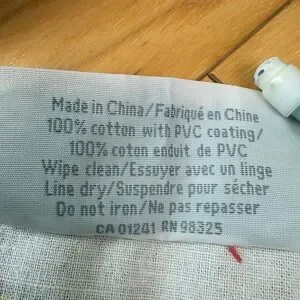 Made in China/Fabriqué en Chine
100% cotton with PVC coating/
100% coton enduit de PVC
Wipe clean/Essuyer avec un linge
Line dry/Suspendre pour sécher
Do not iron/Ne pas repasser
CA 01241 RN 98325